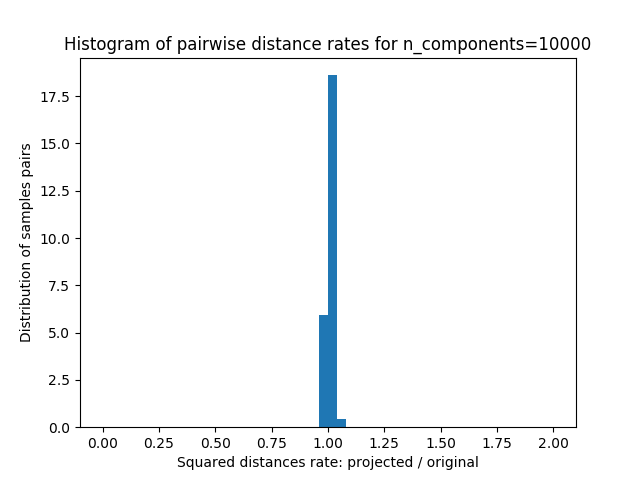 Histogram of pairwise distance rates for n_components=10000
Distribution of samples pairs
17.5
15.0
12.5
10.0
7.5
5.0
2.5
0.0
0.00 0.25 0.50 0.75 1.00 1.25 1.50 1.75 2.00
Squared distances rate: projected / original